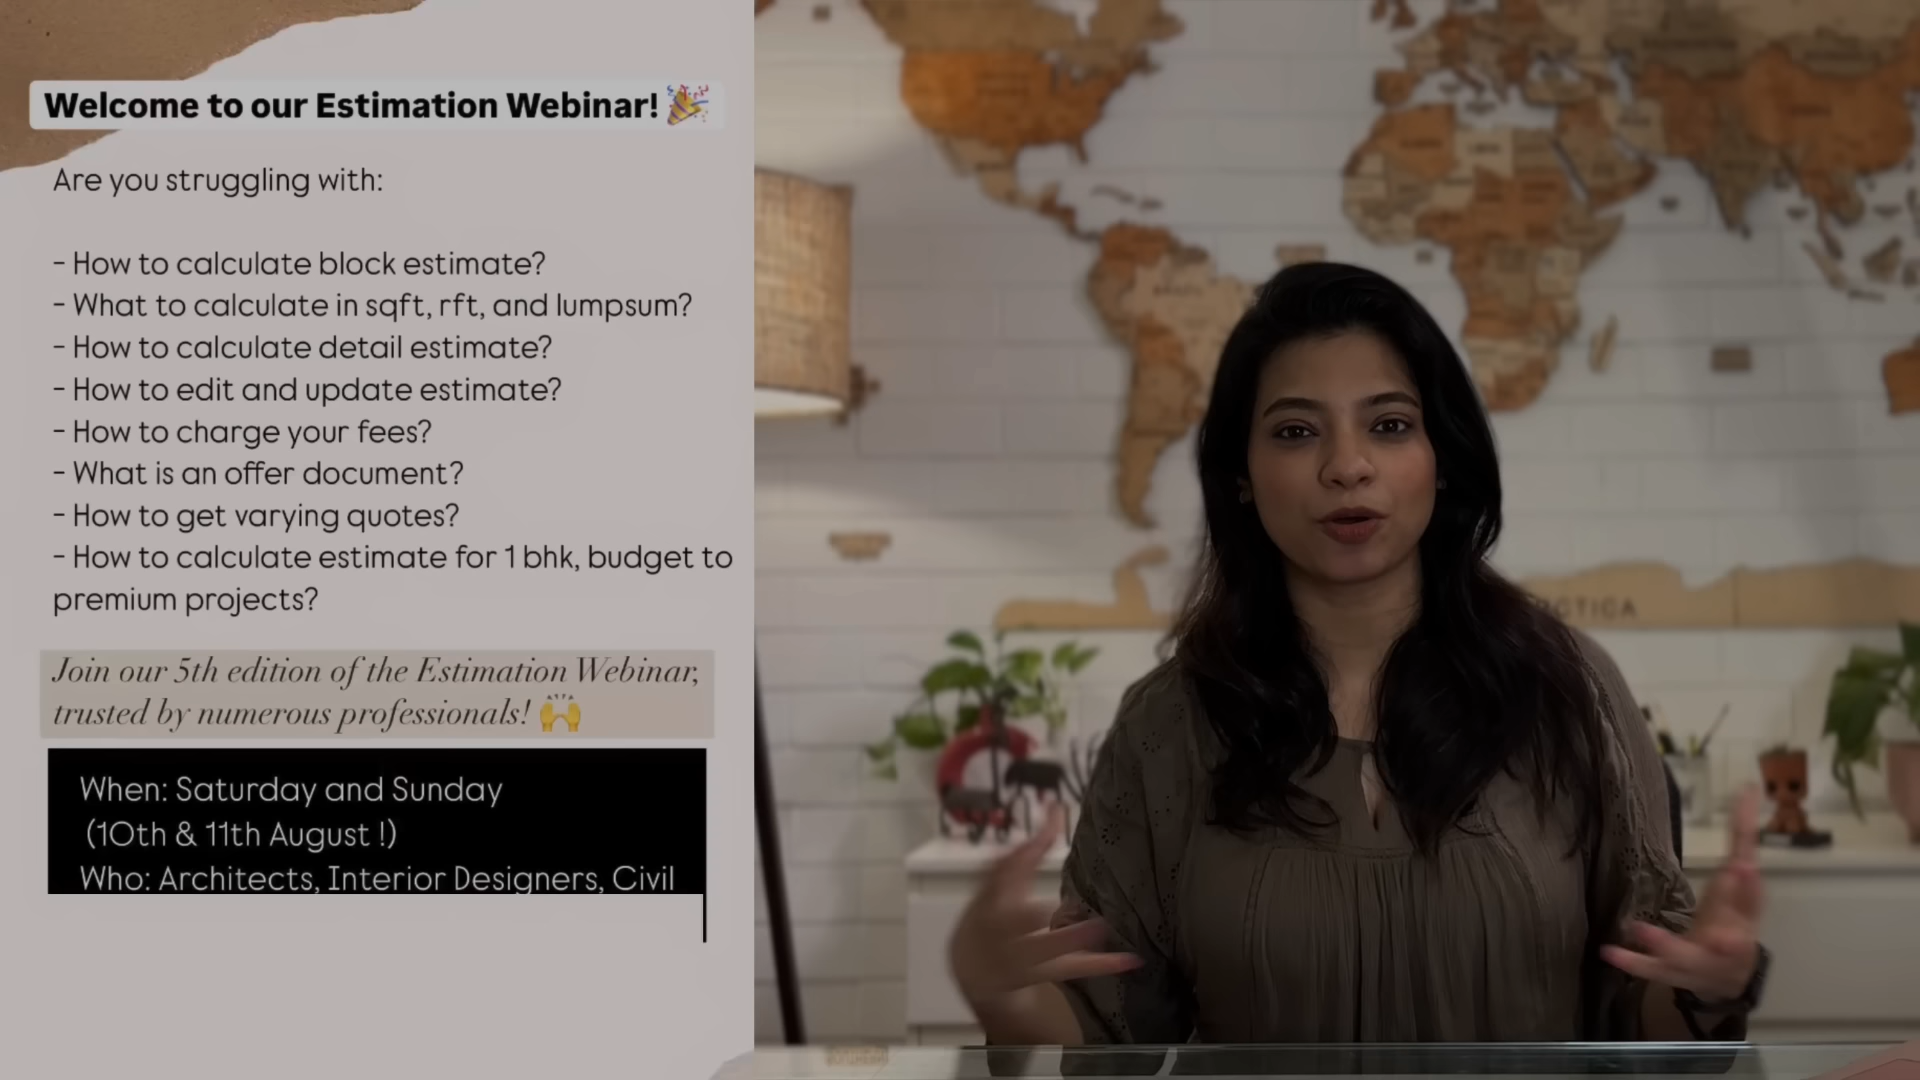 Welcome to our Estimation Webinar! 🎉
Are you struggling with:
- How to calculate block estimate?
- What to calculate in sqft, rft, and lumpsum?
- How to calculate detail estimate?
- How to edit and update estimate?
- How to charge your fees?
- What is an offer document?
- How to get varying quotes?
- How to calculate estimate for 1 bhk, budget to
premium projects?
Join our 5th edition of the Estimation Webinar,
trusted by numerous professionals! 🙌
When: Saturday and Sunday
(10th & 11th August !)
Who: Architects, Interior Designers, Civil